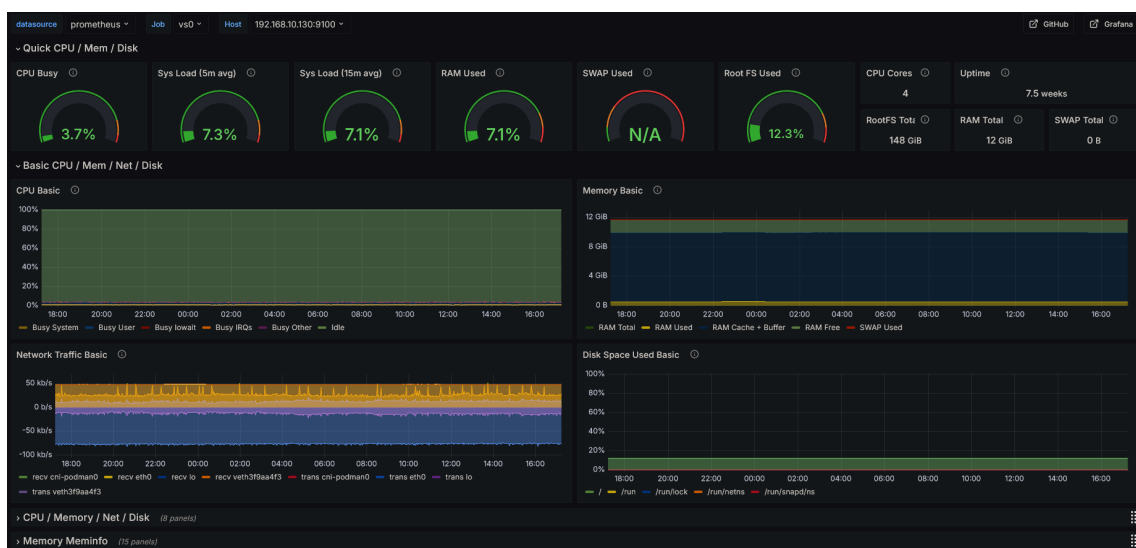 datasource prometheus Job vs0 Host 192.168.10.130:9100 GitHub Grafana
Quick CPU / Mem / Disk
CPU Busy Sys Load (5m avg) Sys Load (15m avg) RAM Used SWAP Used Root FS Used CPU Cores Uptime
4 7.5 weeks
3.7% 7.3% 7.1% 7.1% N/A 12.3%
RootFS Tota RAM Total SWAP Total
148 GiB 12 GiB 0 B
Basic CPU / Mem / Net / Disk
CPU Basic
100%
80%
60%
40%
20%
0%
18:00 20:00 22:00 00:00 02:00 04:00 06:00 08:00 10:00 12:00 14:00 16:00
Busy System Busy User Busy Iowait Busy IRQs Busy Other Idle
Memory Basic
12 GiB
8 GiB
4 GiB
0 B
18:00 20:00 22:00 00:00 02:00 04:00 06:00 08:00 10:00 12:00 14:00 16:00
RAM Total RAM Used RAM Cache + Buffer RAM Free SWAP Used
Network Traffic Basic
50 kb/s
0 b/s
-50 kb/s
-100 kb/s
18:00 20:00 22:00 00:00 02:00 04:00 06:00 08:00 10:00 12:00 14:00 16:00
recv cni-podman0 recv eth0 recv lo recv veth3f9aa4f3 trans cni-podman0 trans eth0 trans lo
trans veth3f9aa4f3
Disk Space Used Basic
100%
80%
60%
40%
20%
0%
18:00 20:00 22:00 00:00 02:00 04:00 06:00 08:00 10:00 12:00 14:00 16:00
/ /run /run/lock /run/netns /run/snapd/ns
CPU / Memory / Net / Disk (8 panels)
Memory Meminfo (15 panels)